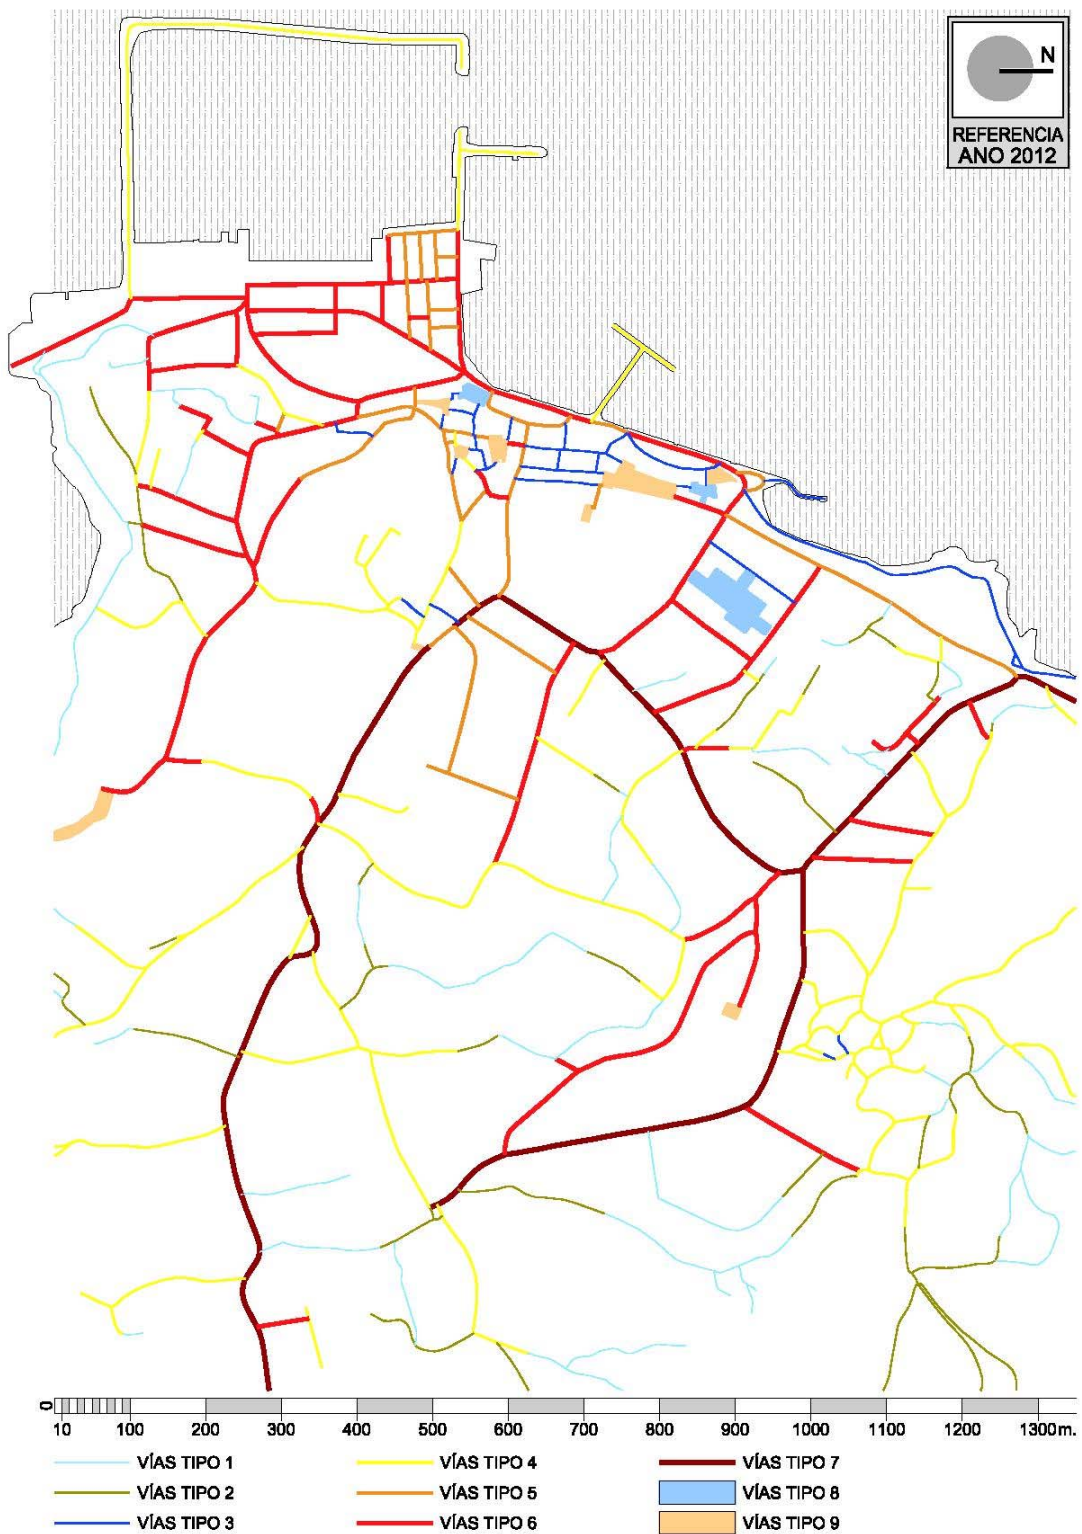 N
REFERENCIA
ANO 2012
0
10 100 200 300 400 500 600 700 800 900 1000 1100 1200 1300m.
VÍAS TIPO 1 VÍAS TIPO 4 VÍAS TIPO 7
VÍAS TIPO 2 VÍAS TIPO 5 VÍAS TIPO 8
VÍAS TIPO 3 VÍAS TIPO 6 VÍAS TIPO 9